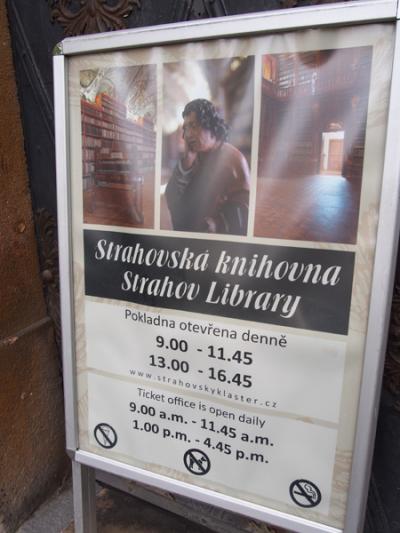 Strahovská knihovna
Strahov Library
Pokladna otevřena denně
9.00 - 11.45
13.00 - 16.45
www.strahovskyklaster.cz
Ticket office is open daily
9.00 a.m. - 11.45 a.m.
1.00 p.m. - 4.45 p.m.